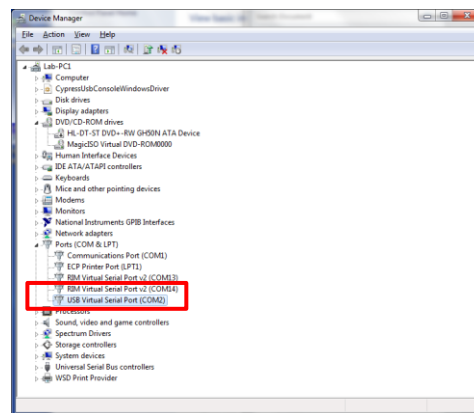 Device Manager
File Action View Help
Lab-PC1
Computer
CypressUsbConsoleWindowsDriver
Disk drives
Display adapters
DVD/CD-ROM drives
HL-DT-ST DVD+-RW GH50N ATA Device
MagicISO Virtual DVD-ROM0000
Human Interface Devices
IDE ATA/ATAPI controllers
Keyboards
Mice and other pointing devices
Modems
Monitors
National Instruments GPIB Interfaces
Network adapters
Ports (COM & LPT)
Communications Port (COM1)
ECP Printer Port (LPT1)
RIM Virtual Serial Port v2 (COM13)
RIM Virtual Serial Port v2 (COM14)
USB Virtual Serial Port (COM2)
Processors
Sound, video and game controllers
Spectrum Drivers
Storage controllers
System devices
Universal Serial Bus controllers
WSD Print Provider